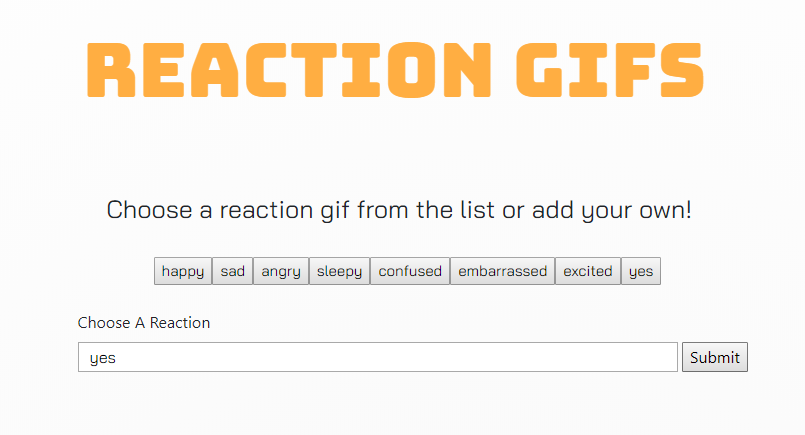 REACTION GIFS
Choose a reaction gif from the list or add your own!
happy sad angry sleepy confused embarrassed excited yes
Choose A Reaction
yes Submit